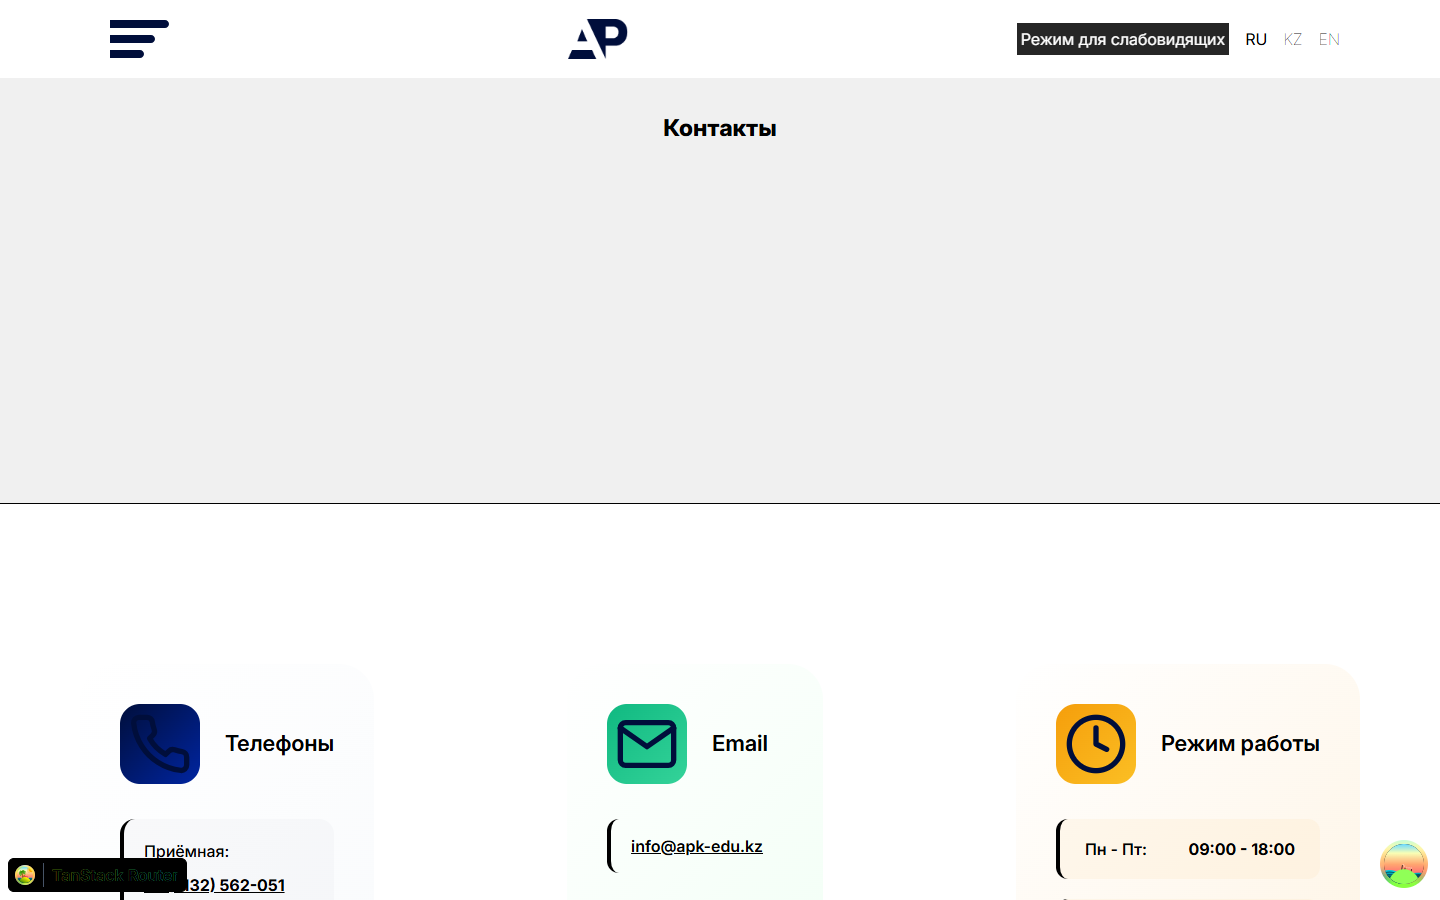 AP
Режим для слабовидящих RU KZ EN
Контакты
Телефоны
Приёмная:
132) 562-051
Email
info@apk-edu.kz
Режим работы
Пн - Пт: 09:00 - 18:00
TanStack Router